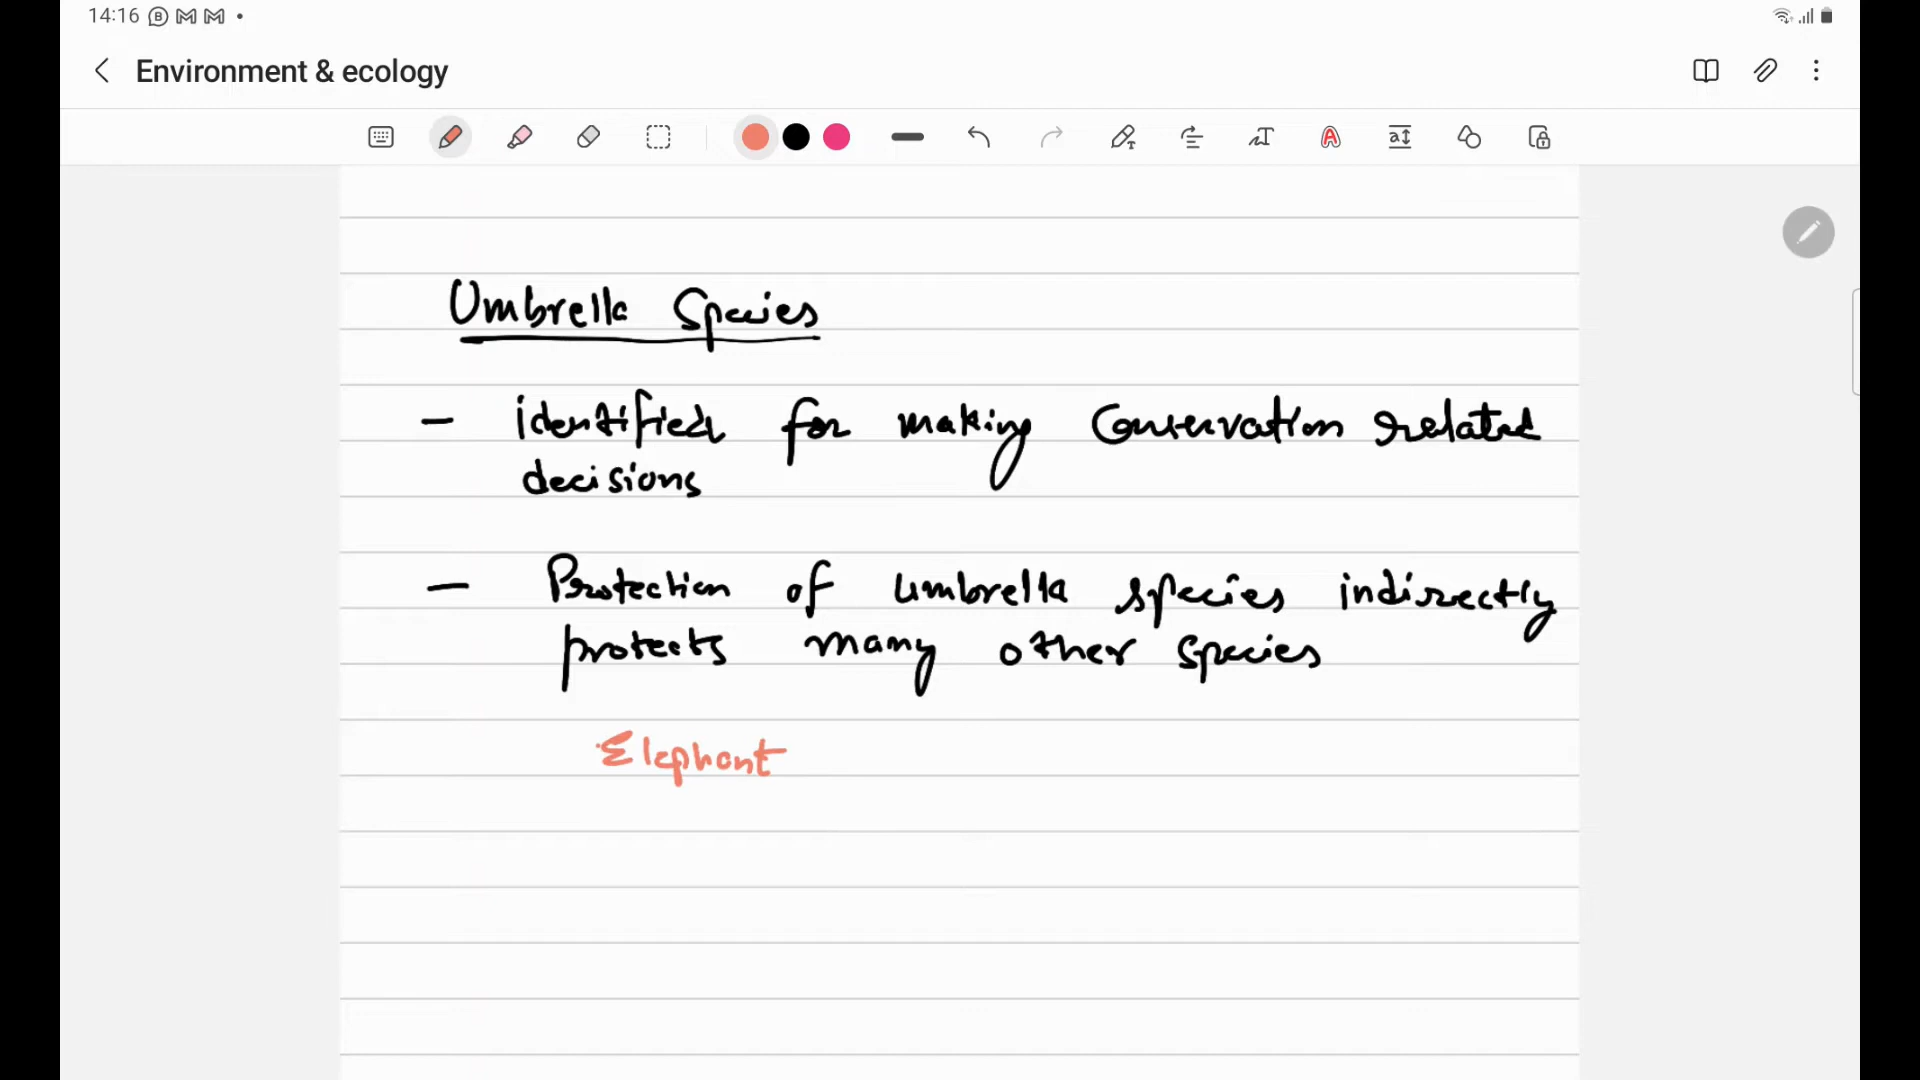 14:16
Environment & ecology
Umbrella Species
- identified for making Conservation related
decisions
- Protection of umbrella species indirectly
protects many other species
Elephant